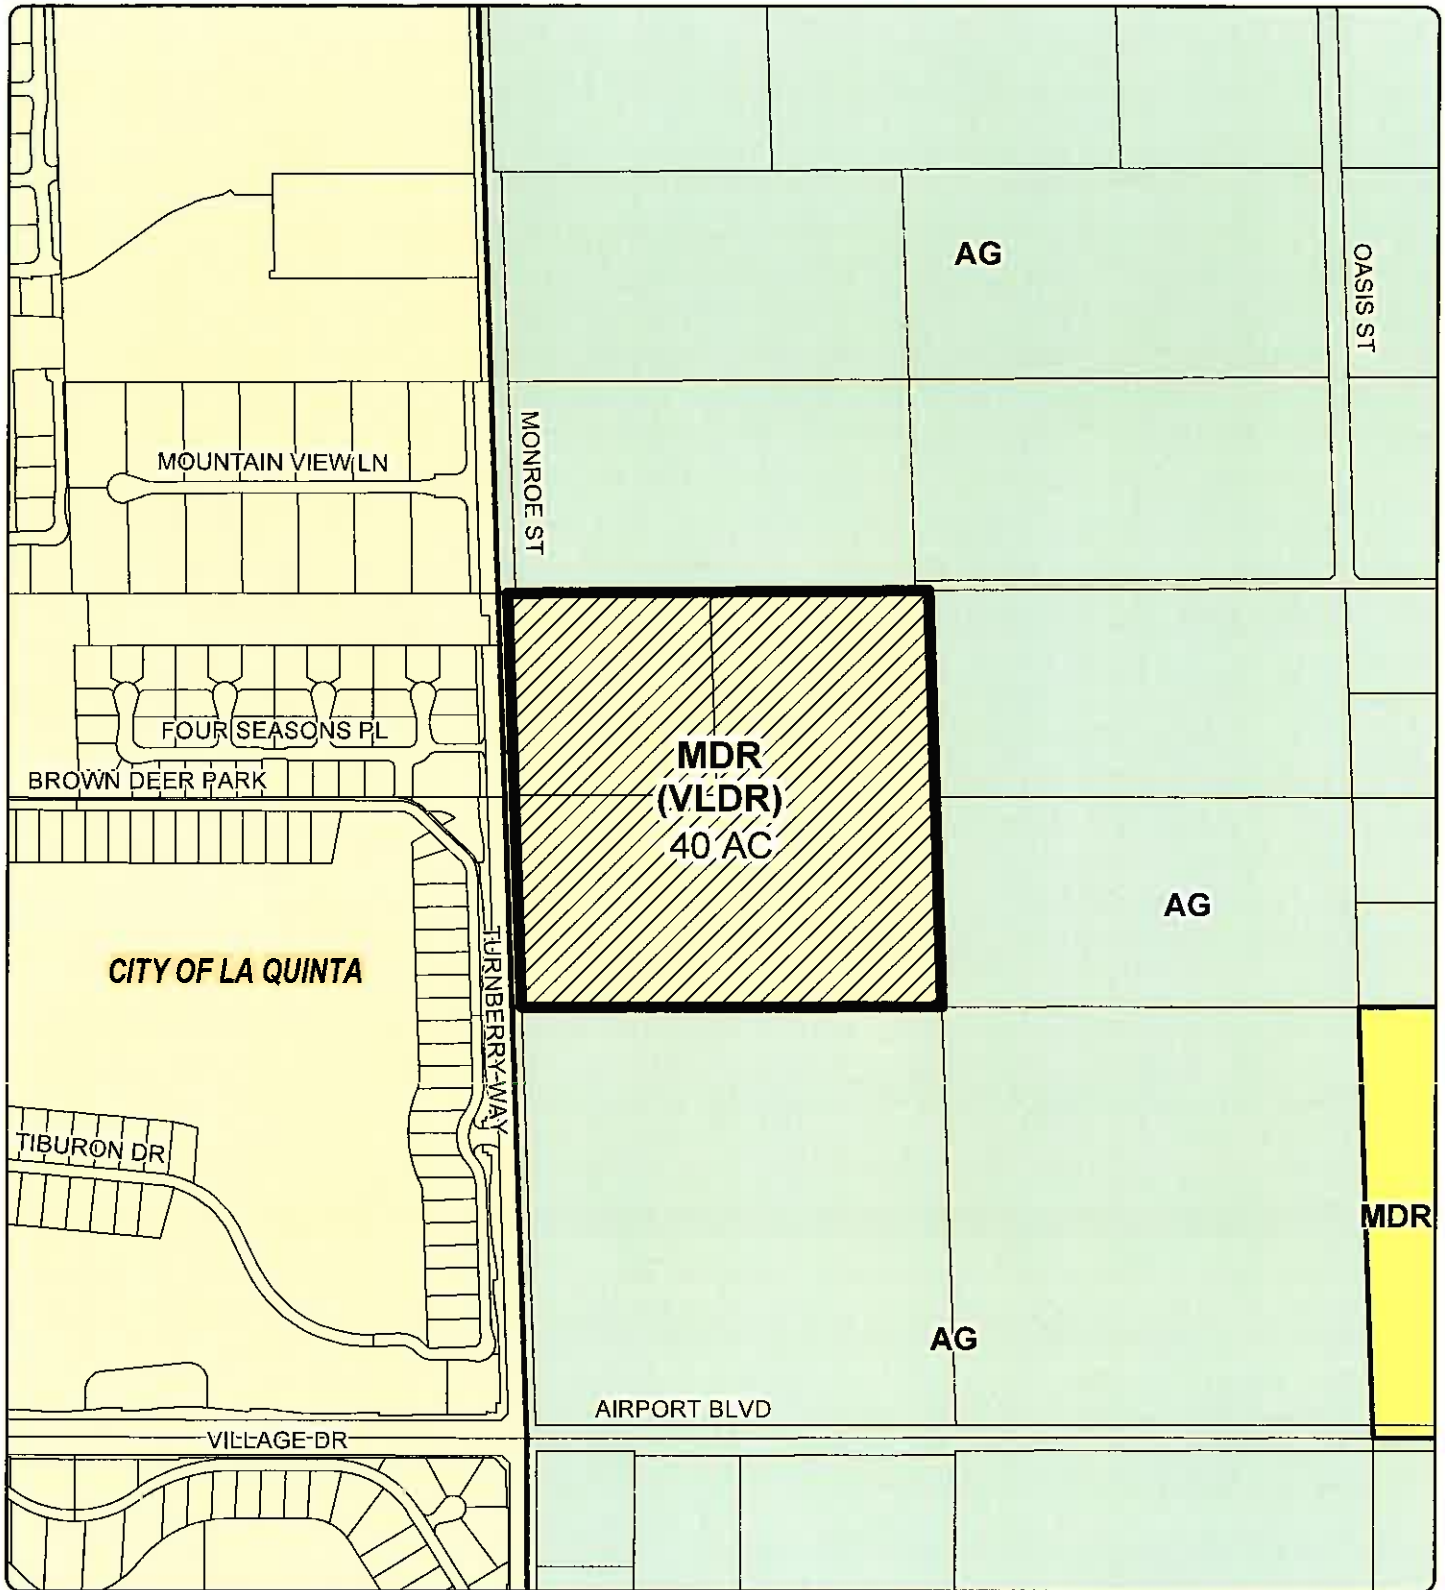 AG
OASIS ST
MONROE ST
MOUNTAIN VIEW LN
FOUR SEASONS PL
BROWN DEER PARK
MDR
(VLDR)
40 AC
AG
CITY OF LA QUINTA
TURNBERRY WAY
TIBURON DR
MDR
AG
AIRPORT BLVD
VILLAGE DR